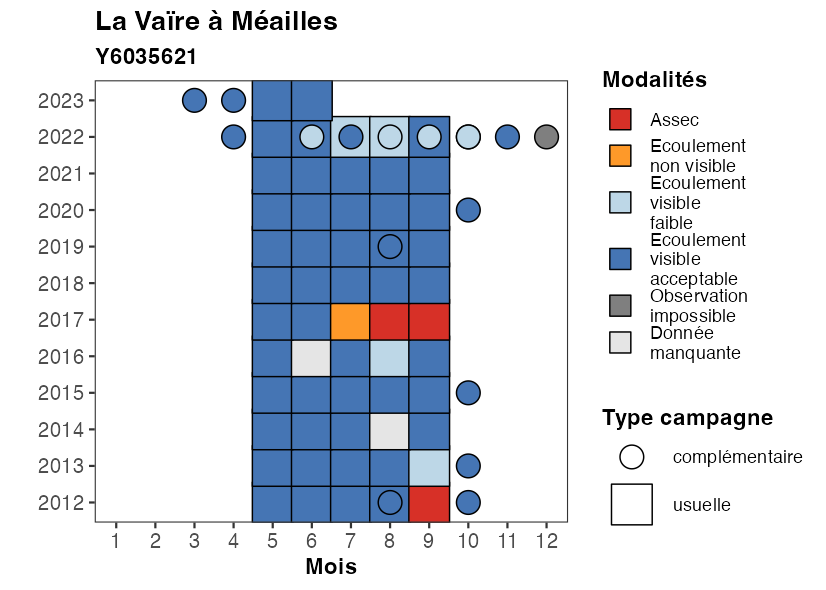 La Vaïre à Méailles
Y6035621
2023
2022
2021
2020
2019
2018
2017
2016
2015
2014
2013
2012
1 2 3 4 5 6 7 8 9 10 11 12
Mois
Modalités
Assec
Ecoulement
non visible
Ecoulement
visible
faible
Ecoulement
visible
acceptable
Observation
impossible
Donnée
manquante
Type campagne
complémentaire
usuelle